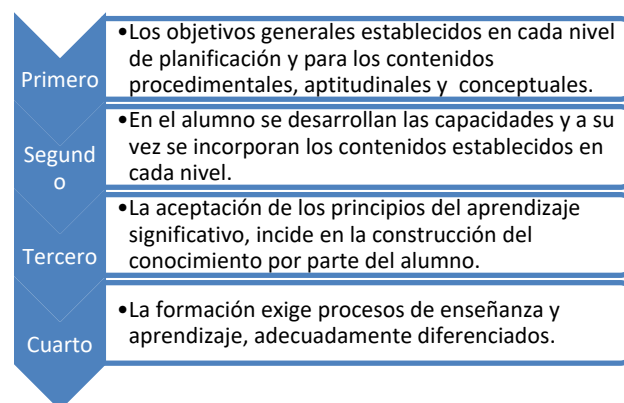 Primero
•Los objetivos generales establecidos en cada nivel
de planificación y para los contenidos
procedimentales, aptitudinales y conceptuales.
Segund
o
•En el alumno se desarrollan las capacidades y a su
vez se incorporan los contenidos establecidos en
cada nivel.
Tercero
•La aceptación de los principios del aprendizaje
significativo, incide en la construcción del
conocimiento por parte del alumno.
Cuarto
•La formación exige procesos de enseñanza y
aprendizaje, adecuadamente diferenciados.